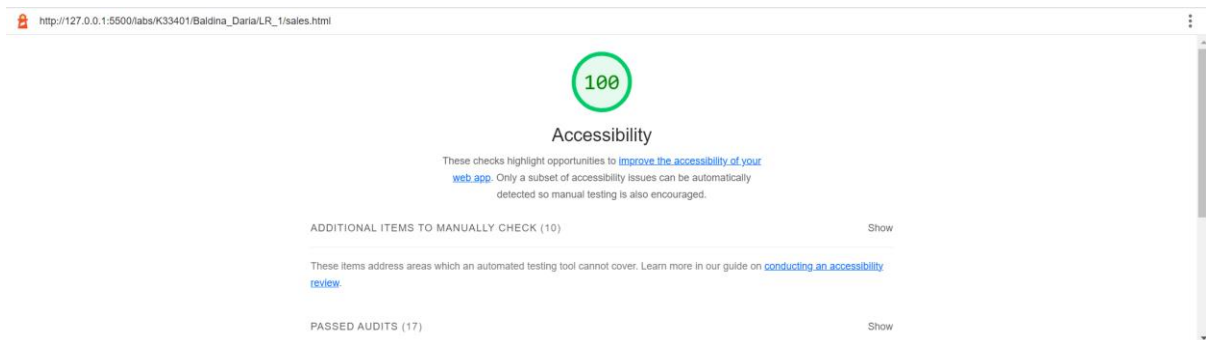 http://127.0.0.1:5500/labs/K33401/Baldina_Daria/LR_1/sales.html
100
Accessibility
These checks highlight opportunities to improve the accessibility of your
web app. Only a subset of accessibility issues can be automatically
detected so manual testing is also encouraged.
ADDITIONAL ITEMS TO MANUALLY CHECK (10) Show
These items address areas which an automated testing tool cannot cover. Learn more in our guide on conducting an accessibility
review.
PASSED AUDITS (17) Show